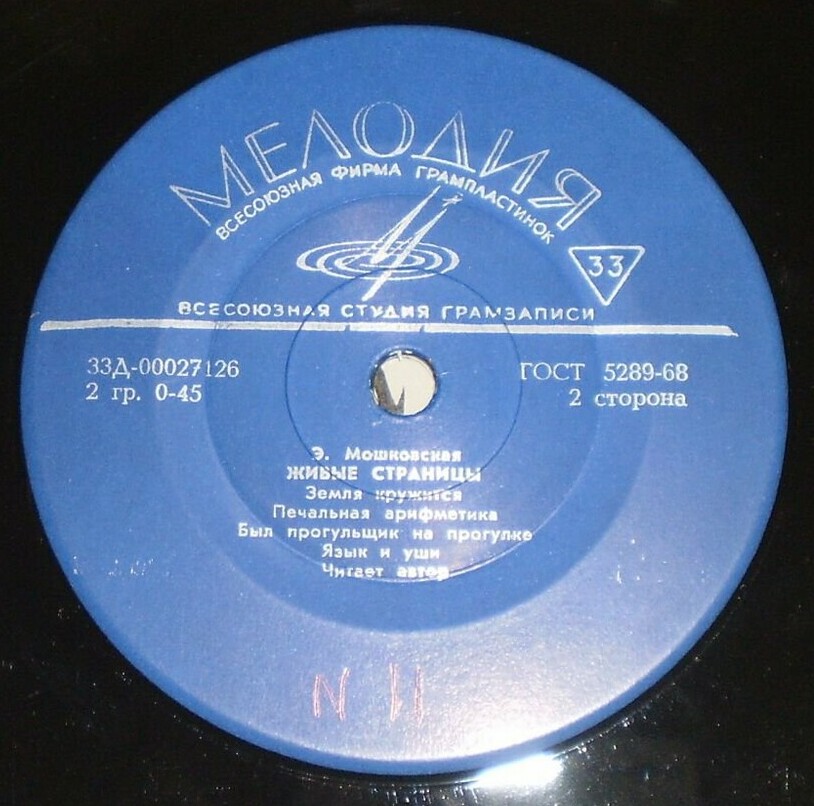 МЕЛОДИЯ
ВСЕСОЮЗНАЯ ФИРМА ГРАМПЛАСТИНОК
33
ВСЕСОЮЗНАЯ СТУДИЯ ГРАМЗАПИСИ
33Д-00027126
ГОСТ 5289-68
2 гр. 0-45
2 сторона
Э. Мошковская
ЖИВЫЕ СТРАНИЦЫ
Земля кружится
Печальная арифметика
Был прогульщик на прогулке
Язык и уши
Читает автор
N 11